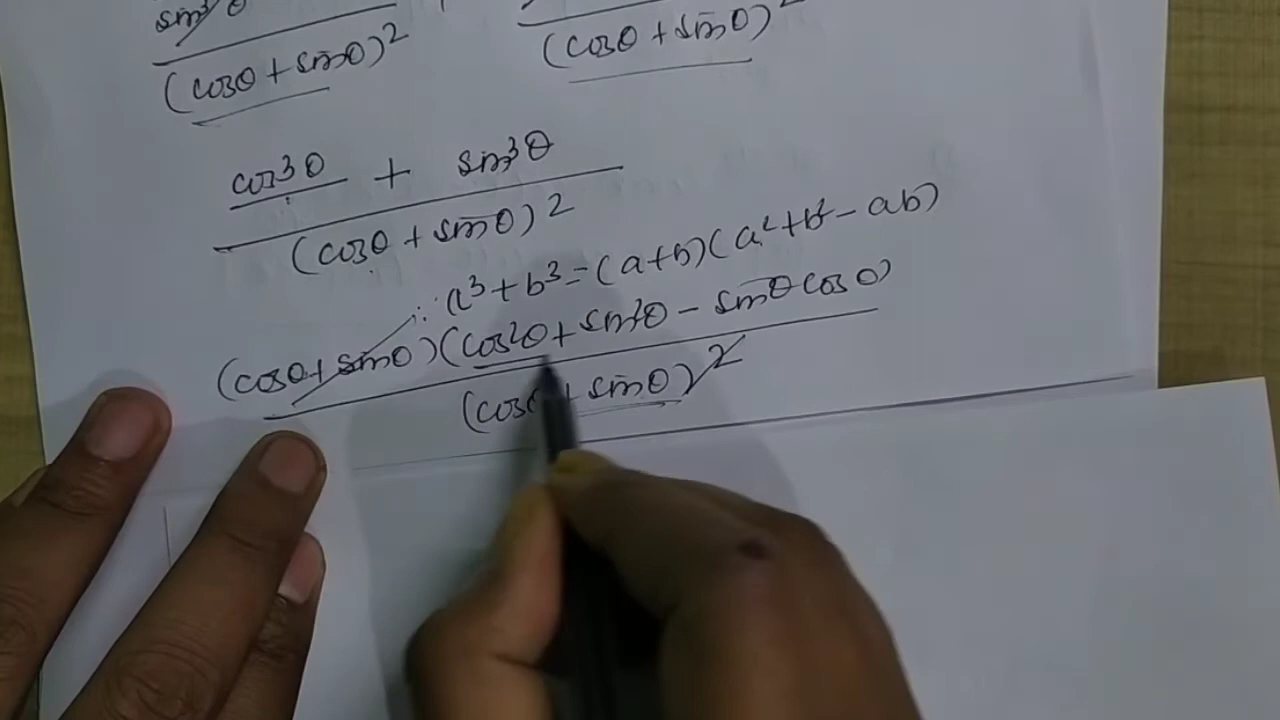 sin³θ
(cosθ + sinθ)² (cosθ + sinθ)²
cos³θ + sin³θ
(cosθ + sinθ)²
∵ a³ + b³ = (a+b)(a² + b² - ab)
(cosθ + sinθ)(cos²θ + sin²θ - sinθ cosθ)
(cosθ + sinθ)²